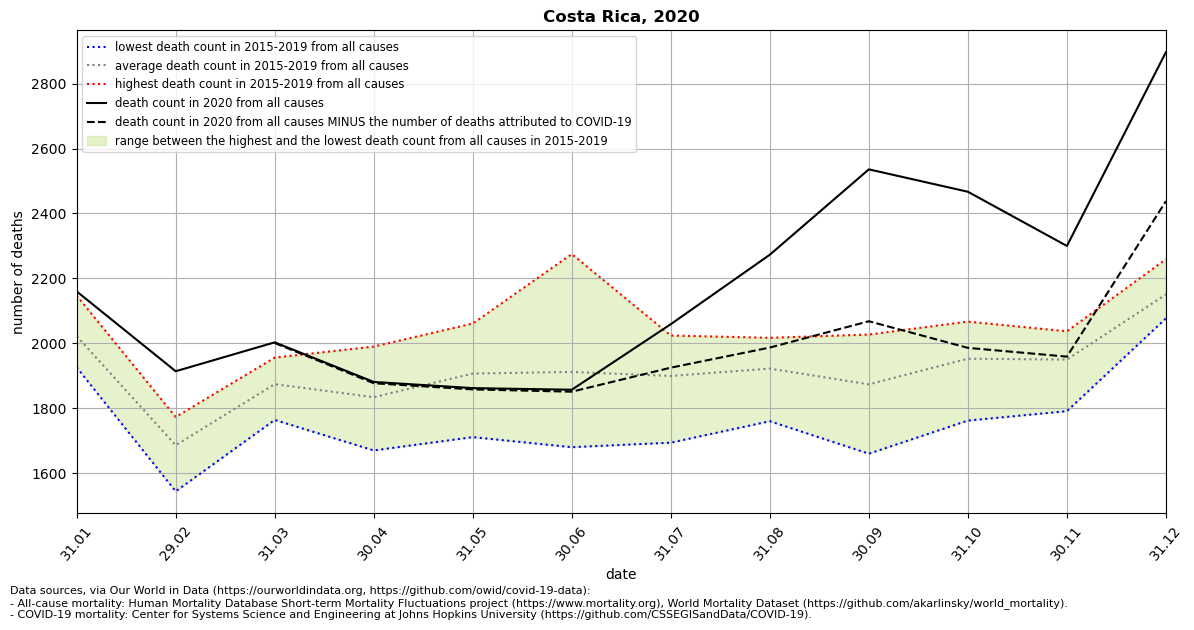 Costa Rica, 2020
lowest death count in 2015-2019 from all causes
average death count in 2015-2019 from all causes
highest death count in 2015-2019 from all causes
death count in 2020 from all causes
death count in 2020 from all causes MINUS the number of deaths attributed to COVID-19
range between the highest and the lowest death count from all causes in 2015-2019
number of deaths
2800
2600
2400
2200
2000
1800
1600
31.01
29.02
31.03
30.04
31.05
30.06
31.07
31.08
30.09
31.10
30.11
31.12
date
Data sources, via Our World in Data (https://ourworldindata.org, https://github.com/owid/covid-19-data):
- All-cause mortality: Human Mortality Database Short-term Mortality Fluctuations project (https://www.mortality.org), World Mortality Dataset (https://github.com/akarlinsky/world_mortality).
- COVID-19 mortality: Center for Systems Science and Engineering at Johns Hopkins University (https://github.com/CSSEGISandData/COVID-19).